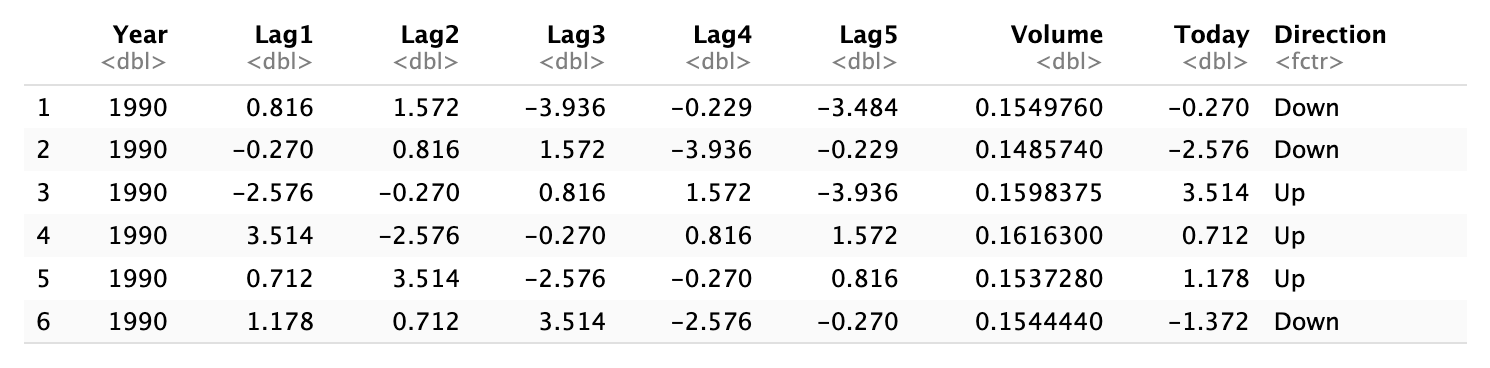 Year Lag1 Lag2 Lag3 Lag4 Lag5 Volume Today Direction
<dbl> <dbl> <dbl> <dbl> <dbl> <dbl> <dbl> <dbl> <fctr>
1 1990 0.816 1.572 -3.936 -0.229 -3.484 0.1549760 -0.270 Down
2 1990 -0.270 0.816 1.572 -3.936 -0.229 0.1485740 -2.576 Down
3 1990 -2.576 -0.270 0.816 1.572 -3.936 0.1598375 3.514 Up
4 1990 3.514 -2.576 -0.270 0.816 1.572 0.1616300 0.712 Up
5 1990 0.712 3.514 -2.576 -0.270 0.816 0.1537280 1.178 Up
6 1990 1.178 0.712 3.514 -2.576 -0.270 0.1544440 -1.372 Down